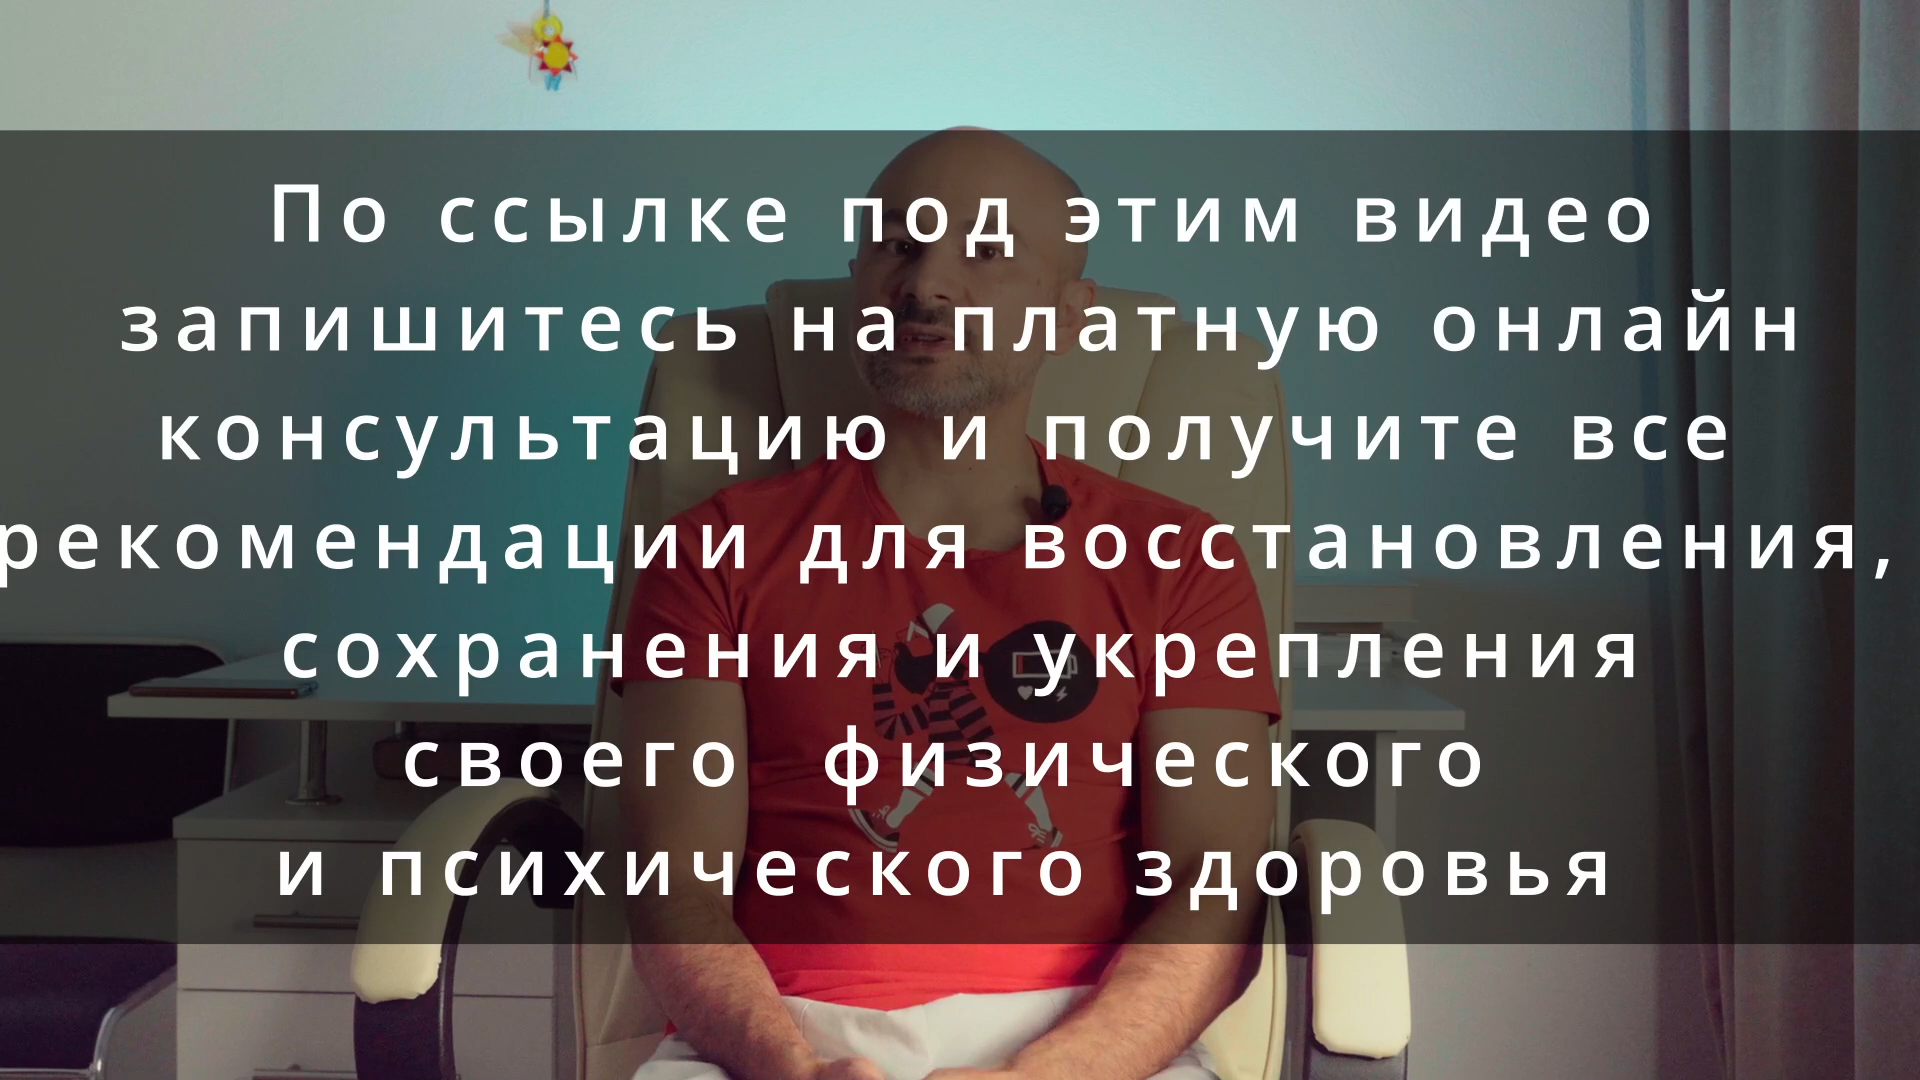 По ссылке под этим видео
запишитесь на платную онлайн
консультацию и получите все
рекомендации для восстановления,
сохранения и укрепления
своего физического
и психического здоровья